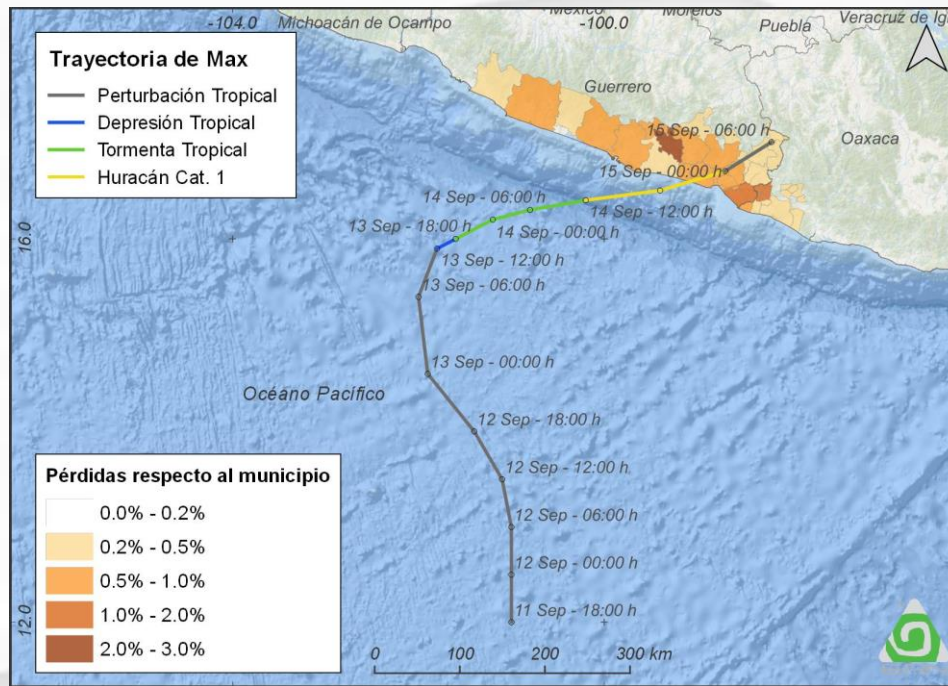 -104.0
Michoacán de Ocampo
México
-100.0
Morelos
Puebla
Veracruz de Ig
Trayectoria de Max
Perturbación Tropical
Depresión Tropical
Tormenta Tropical
Huracán Cat. 1
Guerrero
Oaxaca
15 Sep - 06:00 h
15 Sep - 00:00 h
14 Sep - 06:00 h
14 Sep - 12:00 h
13 Sep - 18:00 h
14 Sep - 00:00 h
16.0
13 Sep - 12:00 h
13 Sep - 06:00 h
13 Sep - 00:00 h
Océano Pacífico
12 Sep - 18:00 h
12 Sep - 12:00 h
12 Sep - 06:00 h
12 Sep - 00:00 h
11 Sep - 18:00 h
Pérdidas respecto al municipio
0.0% - 0.2%
0.2% - 0.5%
0.5% - 1.0%
1.0% - 2.0%
2.0% - 3.0%
12.0
0 100 200 300 km